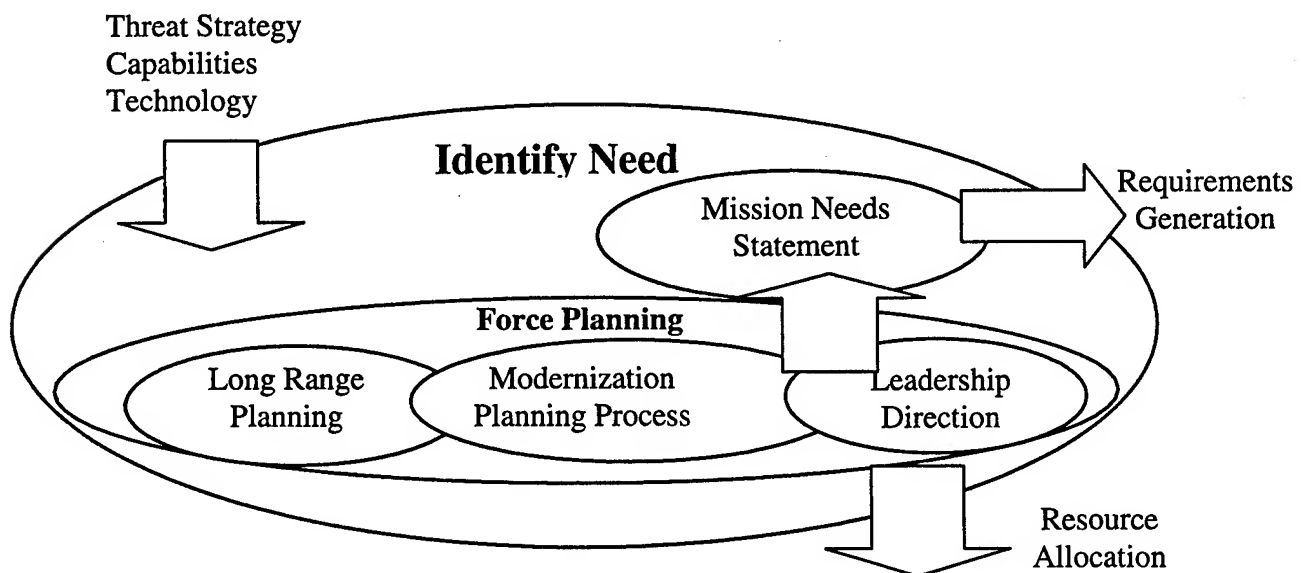 Threat Strategy
Capabilities
Technology
Identify Need
Mission Needs
Statement
Requirements
Generation
Force Planning
Long Range
Planning
Modernization
Planning Process
Leadership
Direction
Resource
Allocation